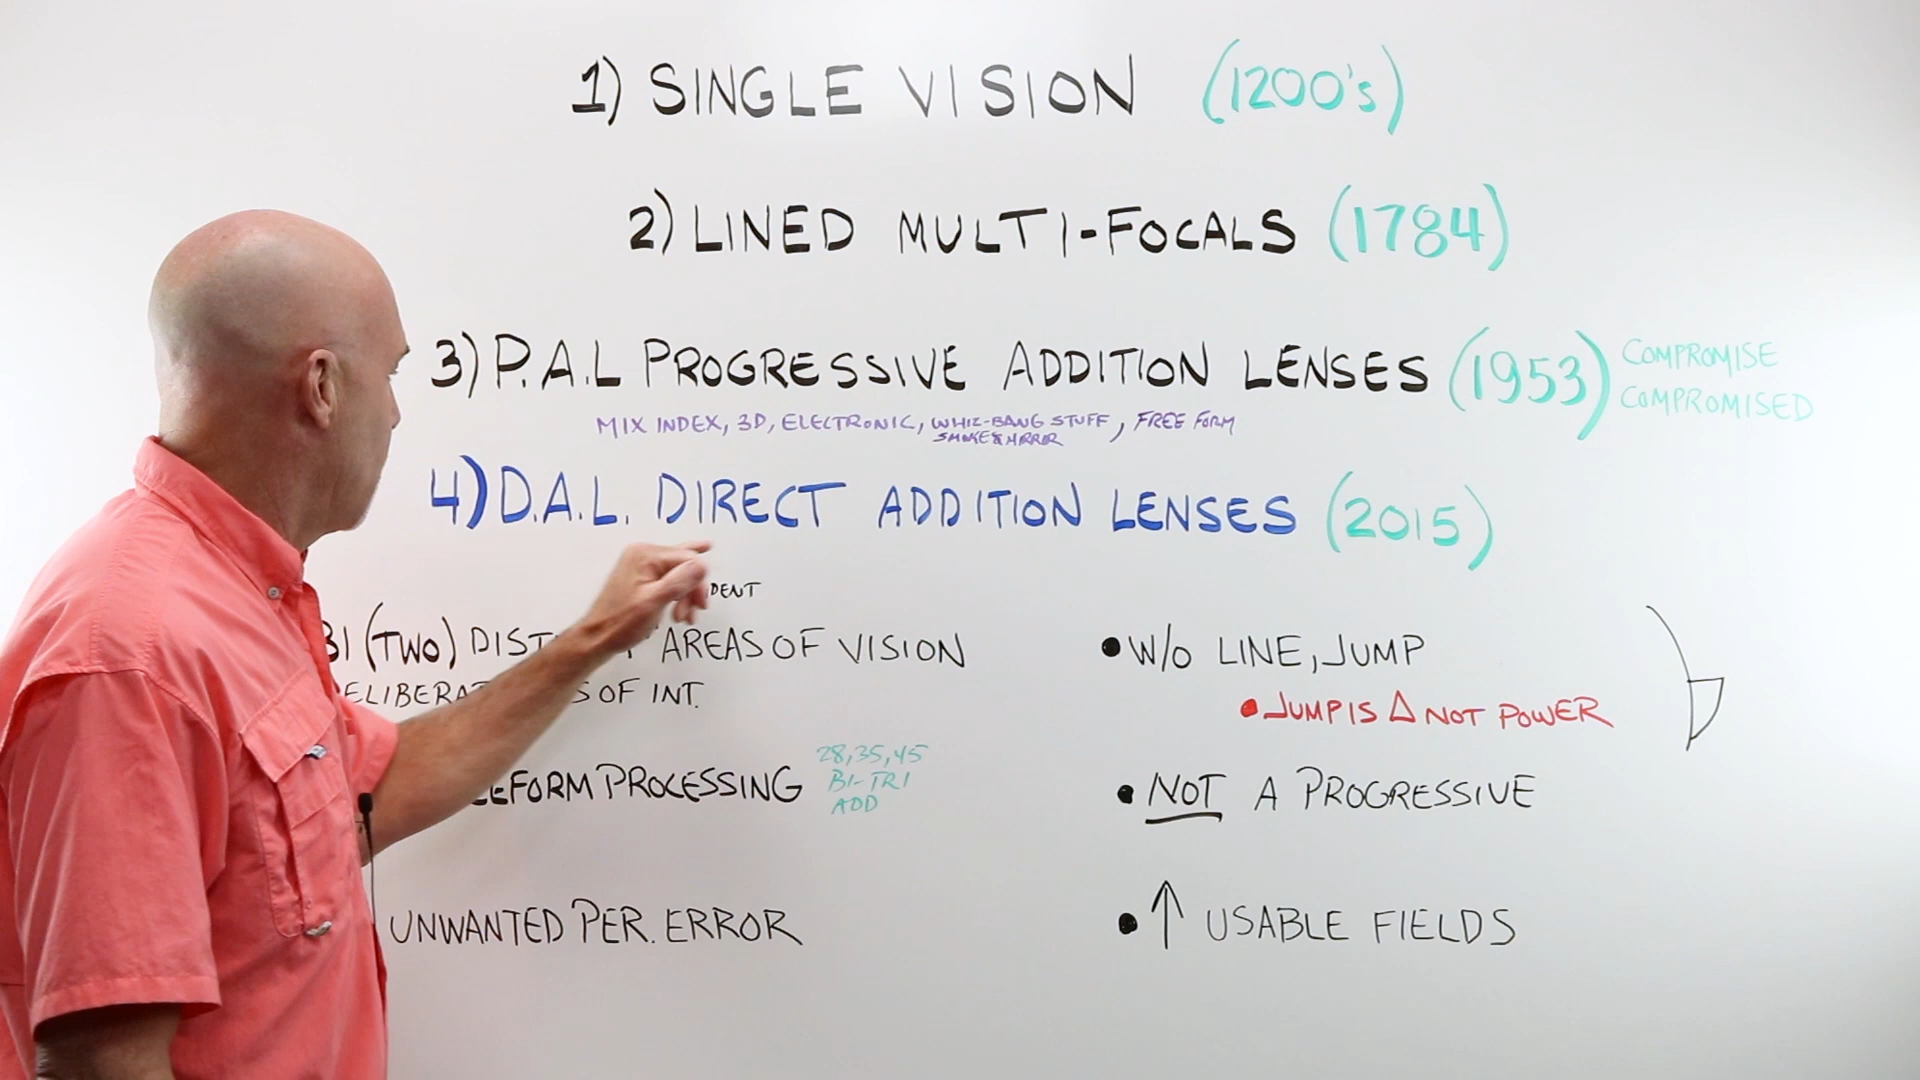 1) SINGLE VISION (1200's)
2) LINED MULTI-FOCALS (1784)
3) P.A.L PROGRESSIVE ADDITION LENSES (1953) COMPROMISE
COMPROMISED
MIX INDEX, 3D, ELECTRONIC, WHIZ-BANG STUFF, FREE FORM
SMOKE & MIRROR
4) D.A.L. DIRECT ADDITION LENSES (2015)
DENT
BI (TWO) DIST T AREAS OF VISION
ELIBERA S OF INT.
EEFORM PROCESSING
28, 35, 45
BI-TRI
ADD
UNWANTED PER. ERROR
• W/O LINE, JUMP
• JUMP IS Δ NOT POWER
• NOT A PROGRESSIVE
• ↑ USABLE FIELDS